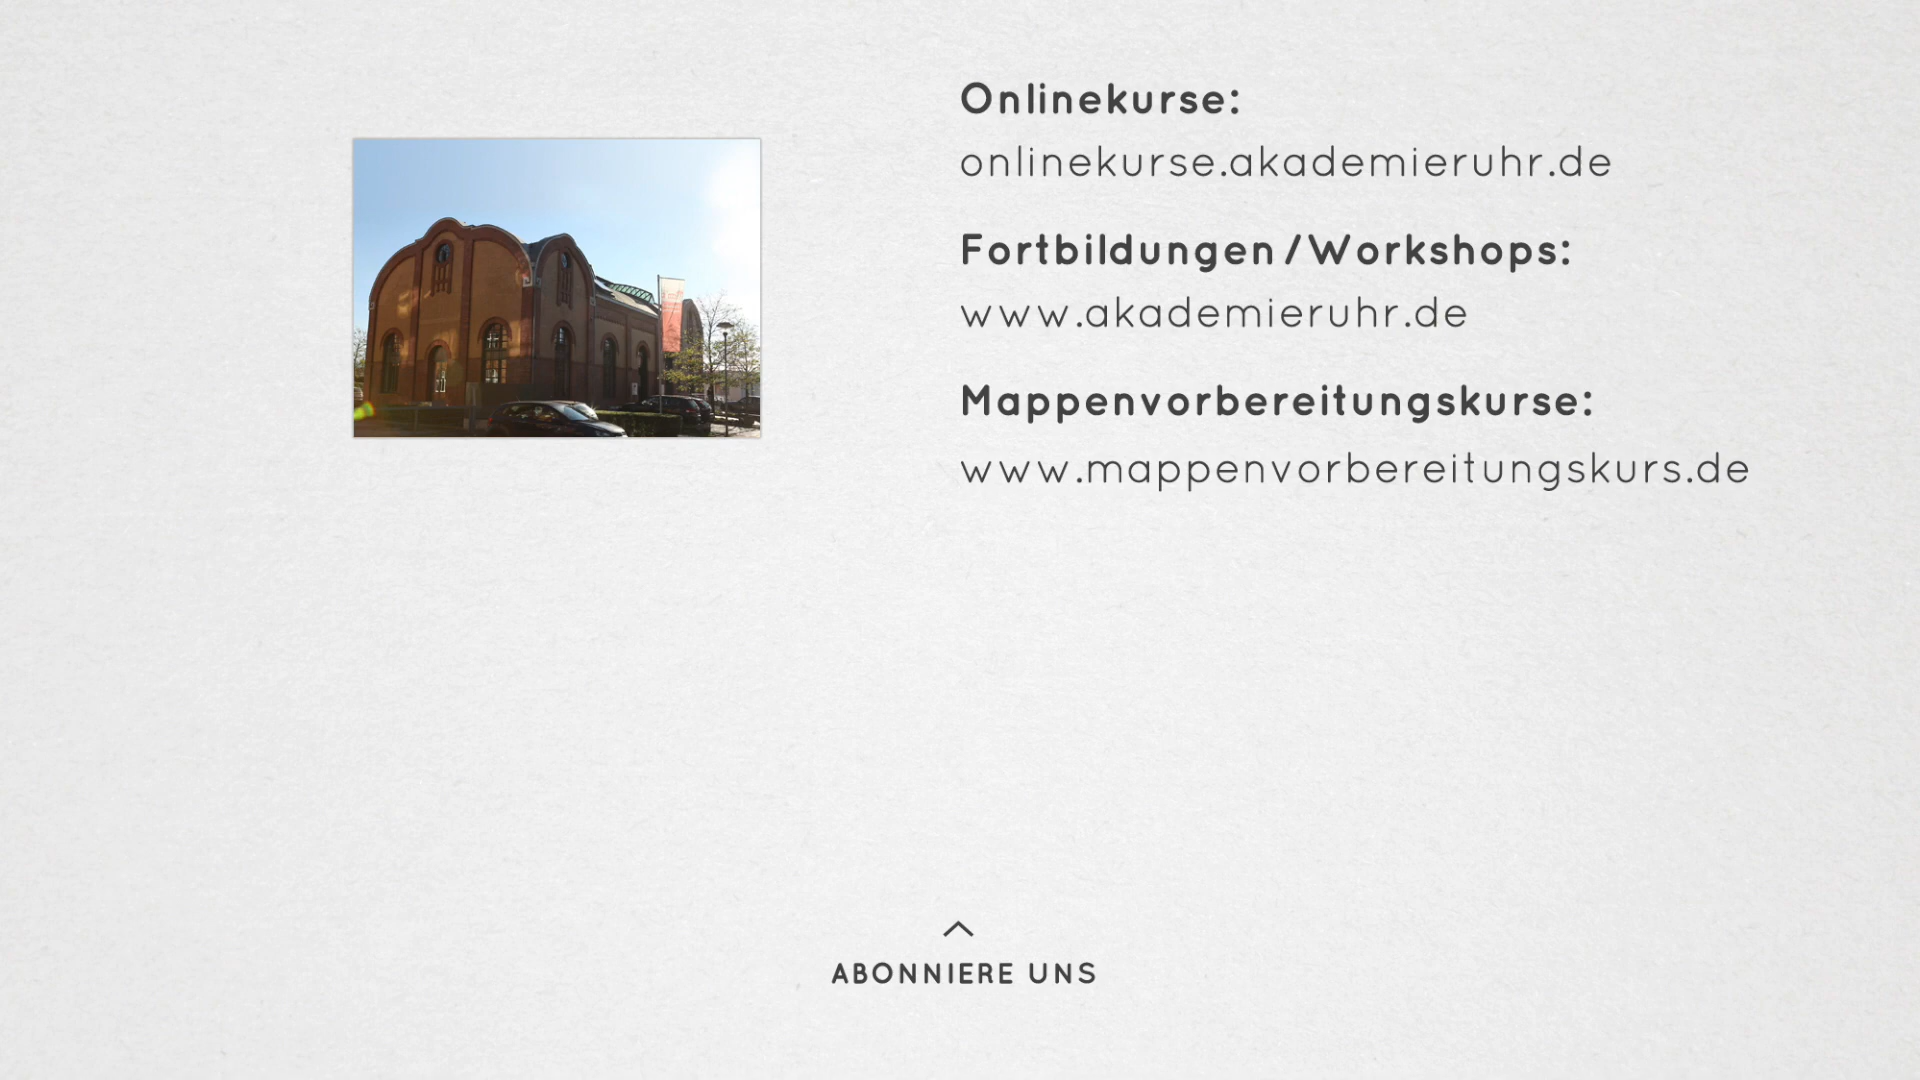 Onlinekurse:
onlinekurse.akademieruhr.de
Fortbildungen/Workshops:
www.akademieruhr.de
Mappenvorbereitungskurse:
www.mappenvorbereitungskurs.de
ABONNIERE UNS